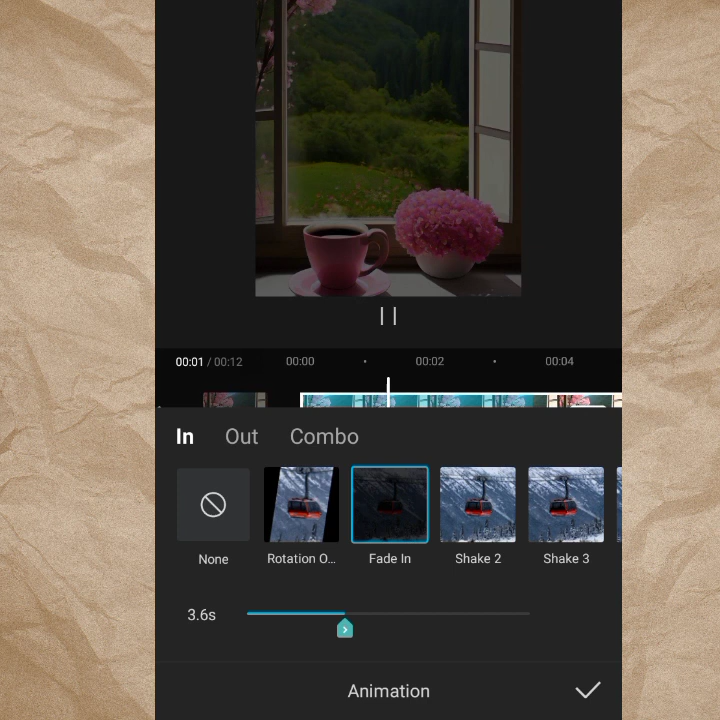 00:01 / 00:12 00:00 00:02 00:04
In Out Combo
None Rotation O... Fade In Shake 2 Shake 3
3.6s
Animation